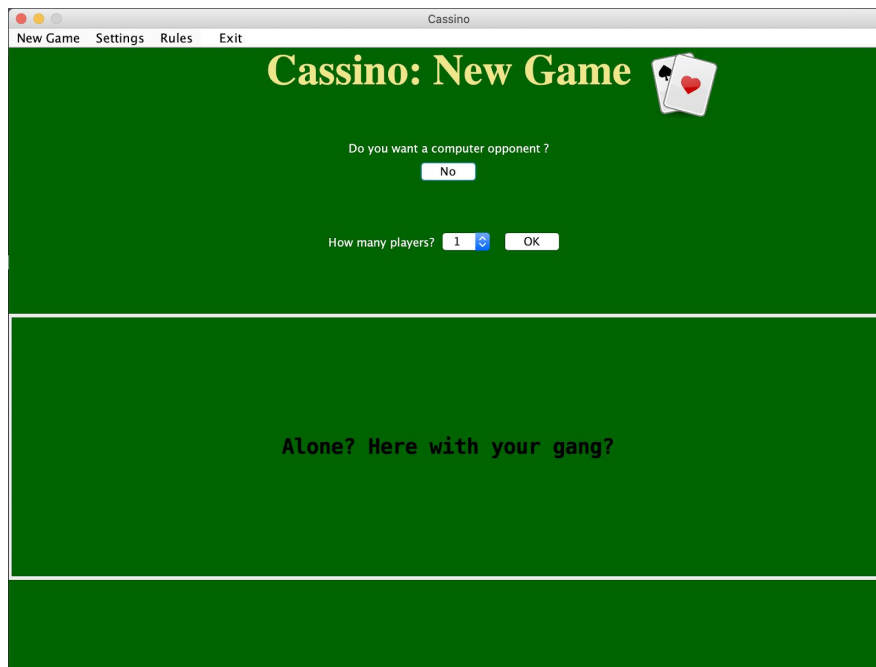 Cassino
New Game Settings Rules Exit
Cassino: New Game
Do you want a computer opponent ?
No
How many players? 1 OK
Alone? Here with your gang?